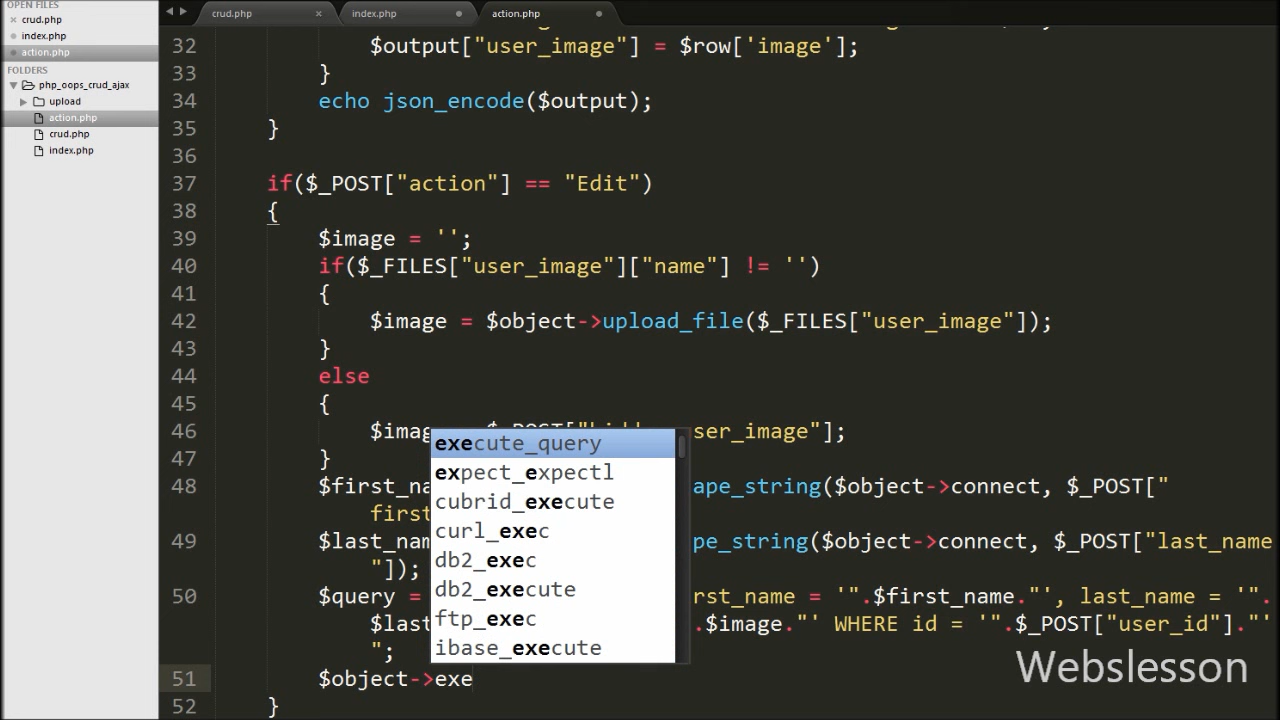 OPEN FILES
crud.php
index.php
action.php
FOLDERS
php_oops_crud_ajax
upload
action.php
crud.php
index.php
crud.php
index.php
action.php
32 $output["user_image"] = $row['image'];
33 }
34 echo json_encode($output);
35 }
36
37 if($_POST["action"] == "Edit")
38 {
39 $image = '';
40 if($_FILES["user_image"]["name"] != '')
41 {
42 $image = $object->upload_file($_FILES["user_image"]);
43 }
44 else
45 {
46 $imag ser_image"];
47 }
48 $first_na ape_string($object->connect, $_POST["
first
49 $last_nam pe_string($object->connect, $_POST["last_name
"]);
50 $query = rst_name = '".$first_name."', last_name = '".
$last .$image."' WHERE id = '".$_POST["user_id"]."'
";
51 $object->exe
52 }
execute_query
expect_expectl
cubrid_execute
curl_exec
db2_exec
db2_execute
ftp_exec
ibase_execute
Webslesson